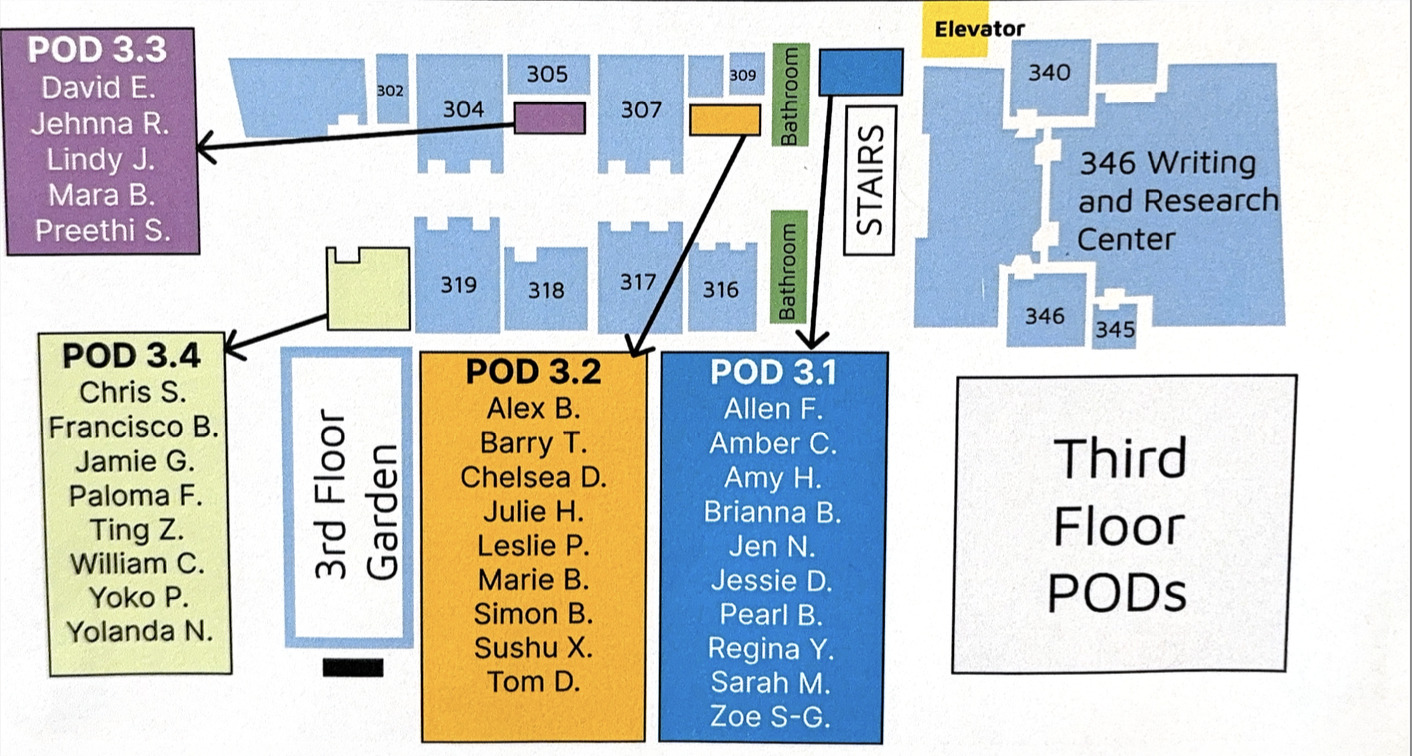 Elevator
POD 3.3
David E.
Jehnna R.
Lindy J.
Mara B.
Preethi S.
302
304
305
307
309
Bathroom
STAIRS
340
346 Writing
and Research
Center
319
318
317
316
Bathroom
346
345
POD 3.4
Chris S.
Francisco B.
Jamie G.
Paloma F.
Ting Z.
William C.
Yoko P.
Yolanda N.
3rd Floor
Garden
POD 3.2
Alex B.
Barry T.
Chelsea D.
Julie H.
Leslie P.
Marie B.
Simon B.
Sushu X.
Tom D.
POD 3.1
Allen F.
Amber C.
Amy H.
Brianna B.
Jen N.
Jessie D.
Pearl B.
Regina Y.
Sarah M.
Zoe S-G.
Third
Floor
PODs